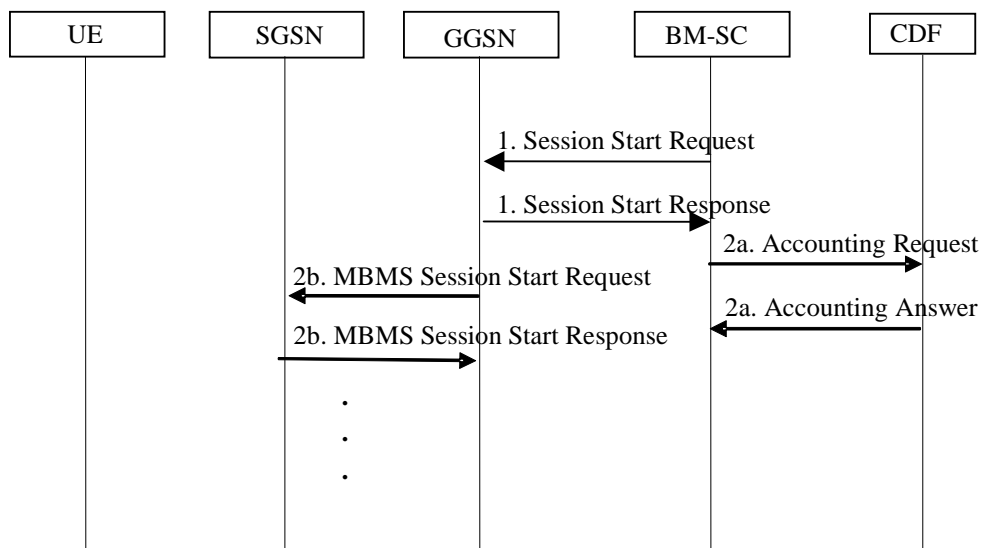 UE
SGSN
GGSN
BM-SC
CDF
1. Session Start Request
1. Session Start Response
2a. Accounting Request
2b. MBMS Session Start Request
2a. Accounting Answer
2b. MBMS Session Start Response
.
.
.